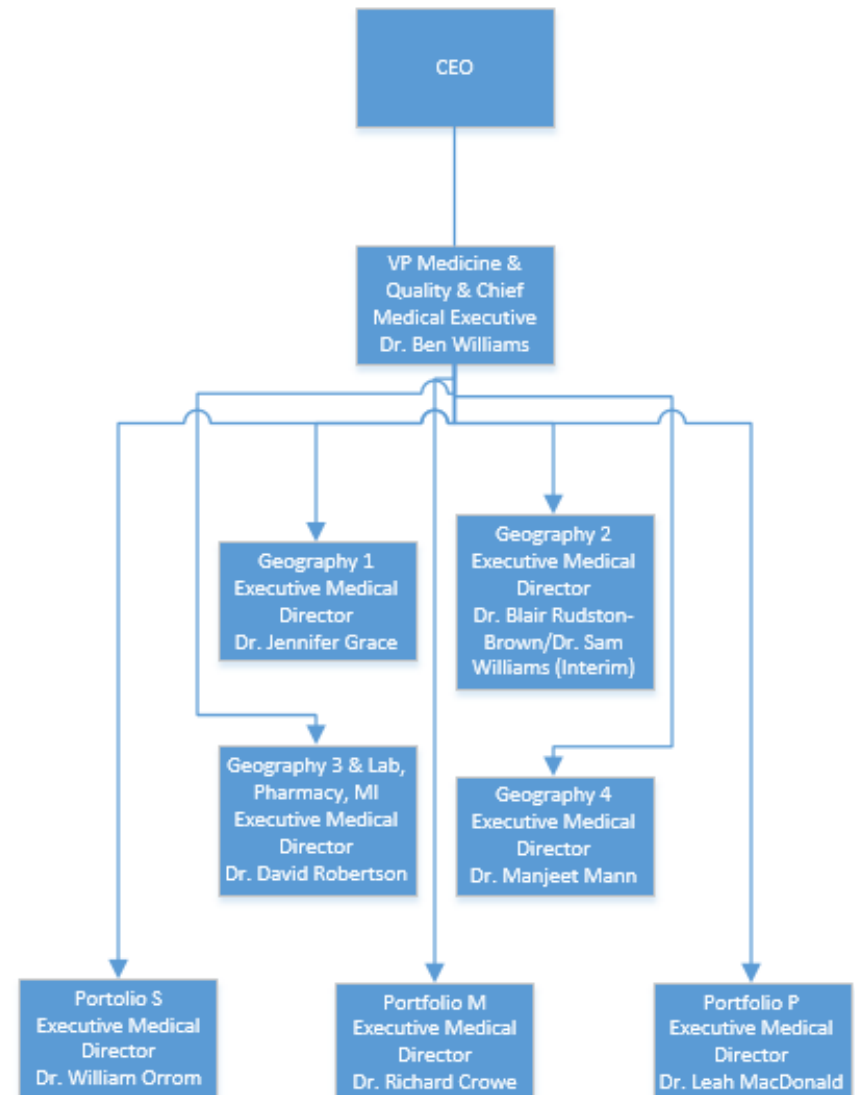 CEO
VP Medicine &
Quality & Chief
Medical Executive
Dr. Ben Williams
Geography 1
Executive Medical
Director
Dr. Jennifer Grace
Geography 2
Executive Medical
Director
Dr. Blair Rudston-
Brown/Dr. Sam
Williams (Interim)
Geography 3 & Lab,
Pharmacy, MI
Executive Medical
Director
Dr. David Robertson
Geography 4
Executive Medical
Director
Dr. Manjeet Mann
Portolio S
Executive Medical
Director
Dr. William Orrom
Portfolio M
Executive Medical
Director
Dr. Richard Crowe
Portfolio P
Executive Medical
Director
Dr. Leah MacDonald